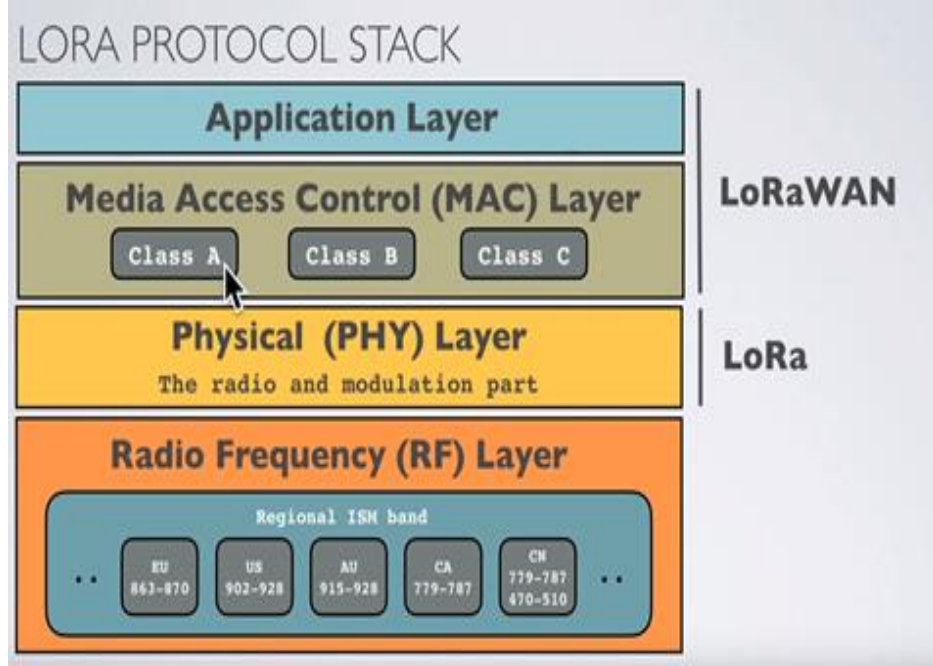 LORA PROTOCOL STACK
Application Layer
Media Access Control (MAC) Layer
Class A
Class B
Class C
LoRaWAN
Physical (PHY) Layer
The radio and modulation part
LoRa
Radio Frequency (RF) Layer
Regional ISM band
..
EU
863-870
US
902-928
AU
915-928
CA
779-787
CN
779-787
470-510
..